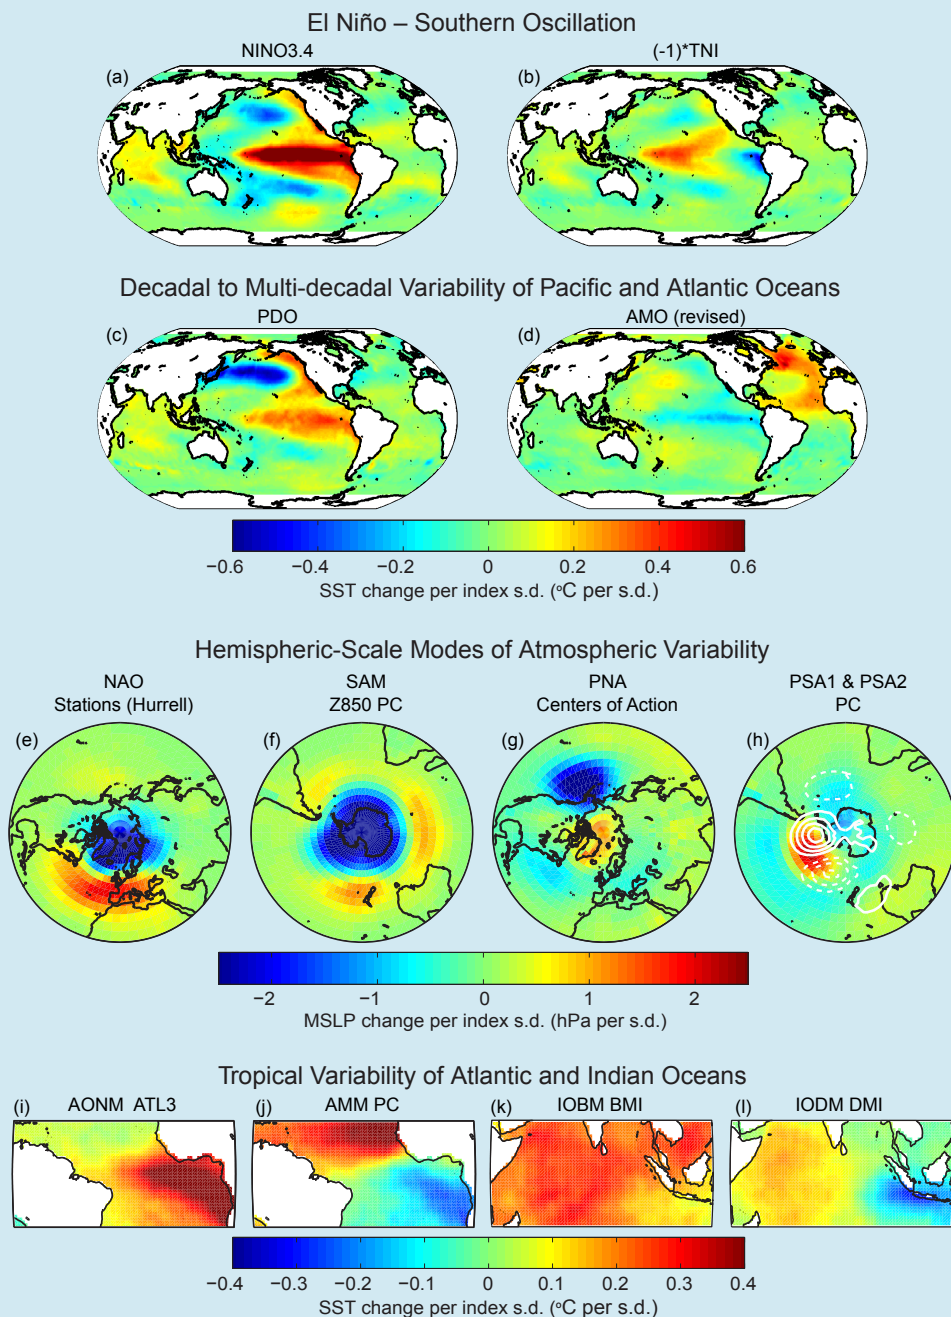 El Niño – Southern Oscillation
NINO3.4
(-1)*TNI
(a)
(b)
Decadal to Multi-decadal Variability of Pacific and Atlantic Oceans
PDO
AMO (revised)
(c)
(d)
−0.6 −0.4 −0.2 0 0.2 0.4 0.6
SST change per index s.d. (°C per s.d.)
Hemispheric-Scale Modes of Atmospheric Variability
NAO
Stations (Hurrell)
SAM
Z850 PC
PNA
Centers of Action
PSA1 & PSA2
PC
(e)
(f)
(g)
(h)
−2 −1 0 1 2
MSLP change per index s.d. (hPa per s.d.)
Tropical Variability of Atlantic and Indian Oceans
(i) AONM ATL3
(j) AMM PC
(k) IOBM BMI
(l) IODM DMI
−0.4 −0.3 −0.2 −0.1 0 0.1 0.2 0.3 0.4
SST change per index s.d. (°C per s.d.)